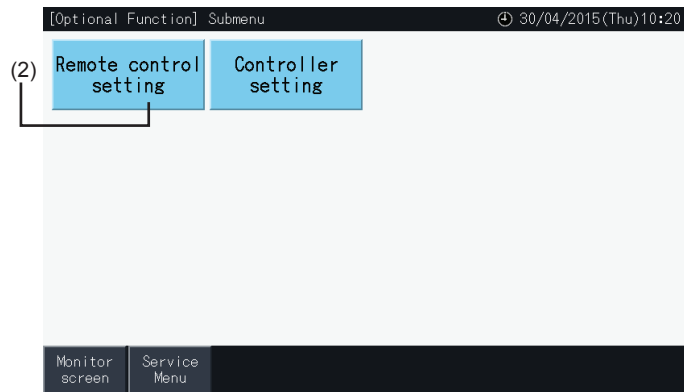 [Optional Function] Submenu 30/04/2015(Thu)10:20
(2)
Remote control
setting
Controller
setting
Monitor
screen
Service
Menu